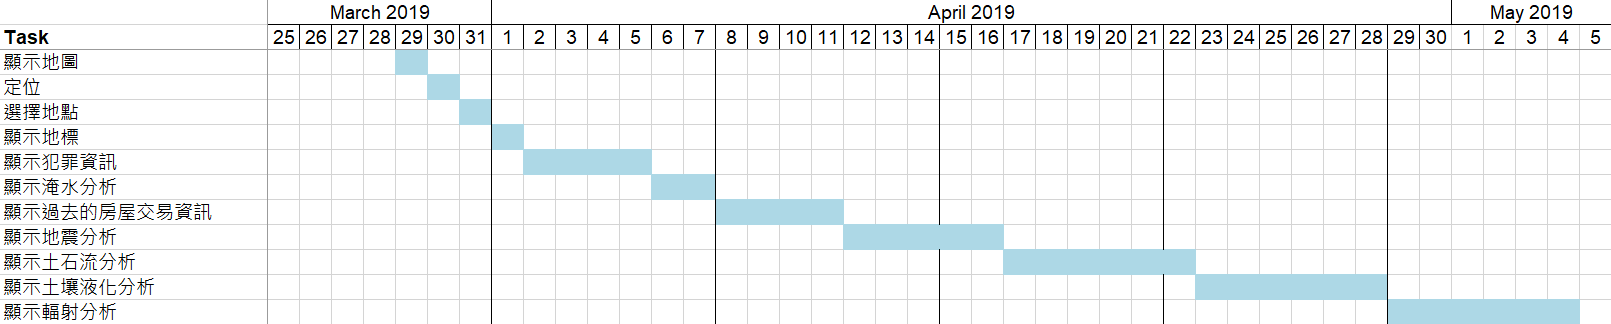 March 2019 April 2019 May 2019
Task 25 26 27 28 29 30 31 1 2 3 4 5 6 7 8 9 10 11 12 13 14 15 16 17 18 19 20 21 22 23 24 25 26 27 28 29 30 1 2 3 4 5
顯示地圖
定位
選擇地點
顯示地標
顯示犯罪資訊
顯示淹水分析
顯示過去的房屋交易資訊
顯示地震分析
顯示土石流分析
顯示土壤液化分析
顯示輻射分析